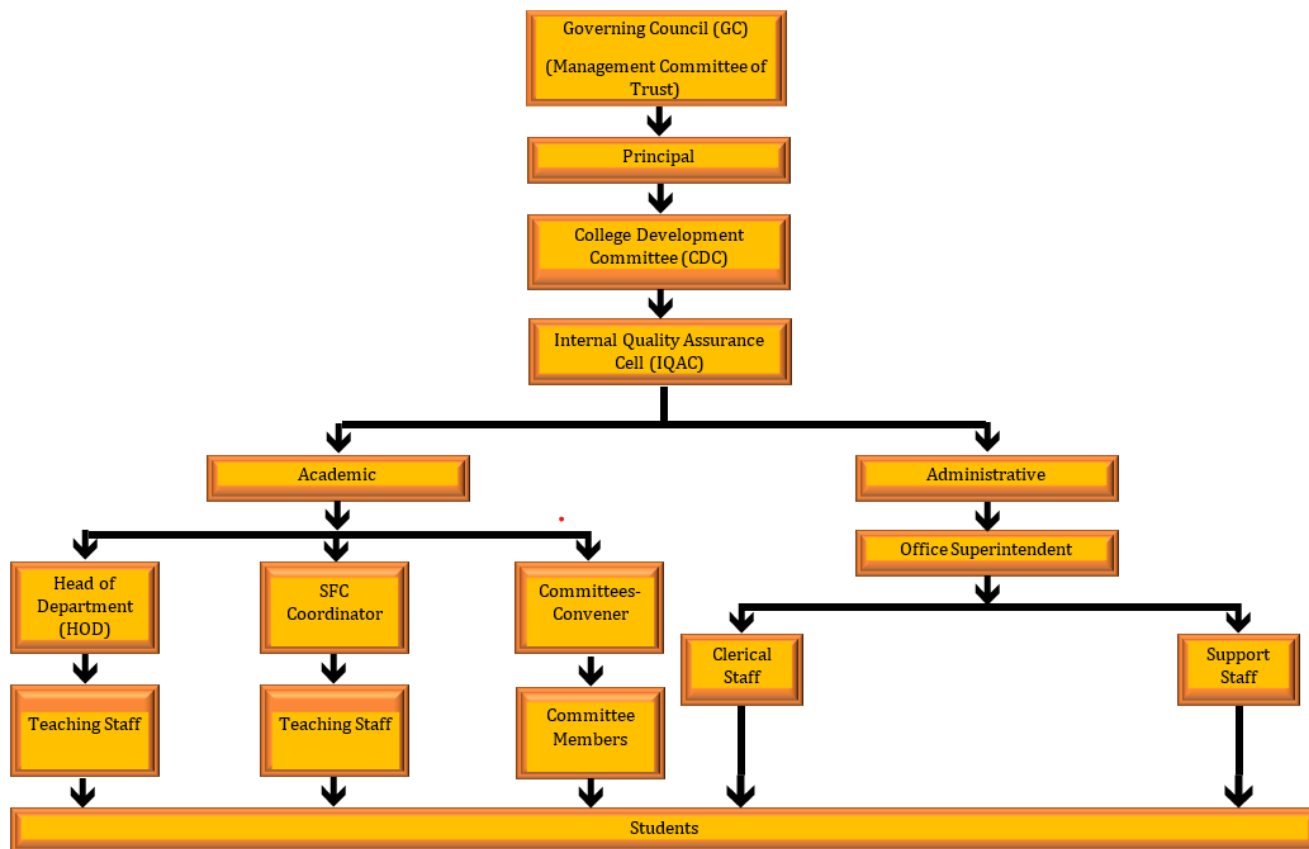 Governing Council (GC)
(Management Committee of
Trust)
Principal
College Development
Committee (CDC)
Internal Quality Assurance
Cell (IQAC)
Academic
Administrative
Office Superintendent
Head of
Department
(HOD)
SFC
Coordinator
Committees-
Convener
Clerical
Staff
Support
Staff
Teaching Staff
Teaching Staff
Committee
Members
Students